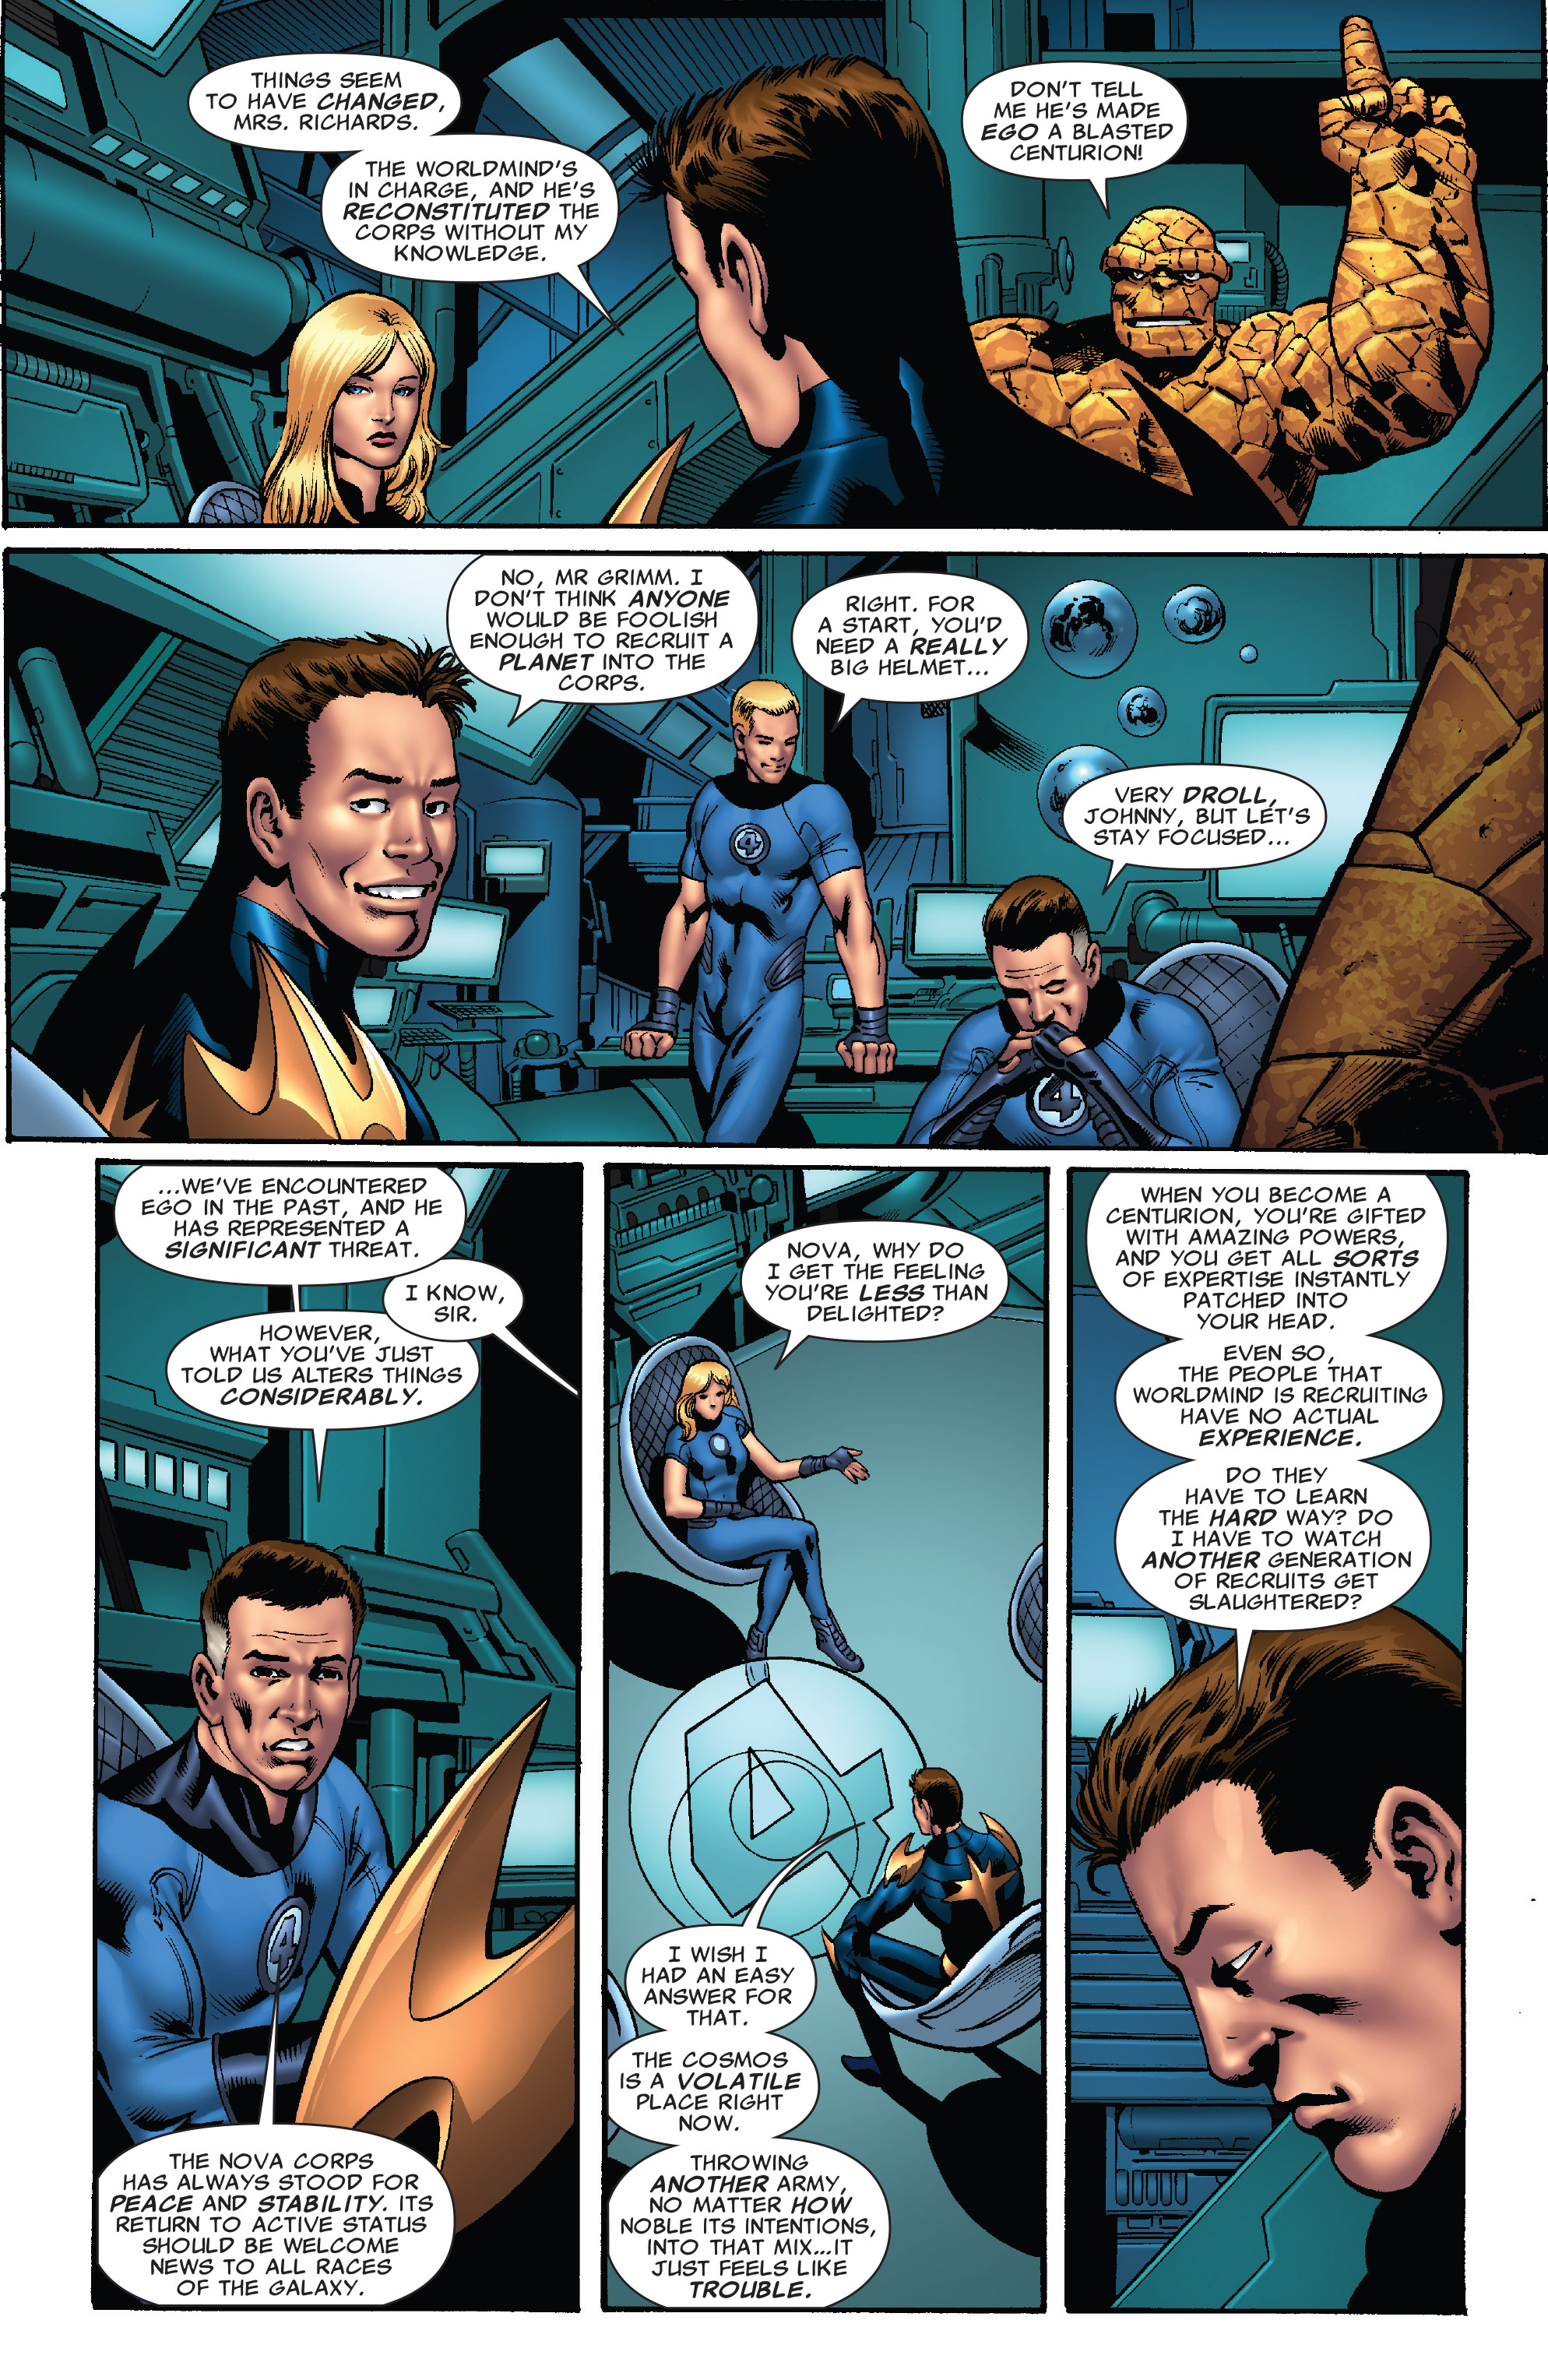 THINGS SEEM
TO HAVE CHANGED,
MRS. RICHARDS.
THE WORLDMIND'S
IN CHARGE, AND HE'S
RECONSTITUTED THE
CORPS WITHOUT MY
KNOWLEDGE.
DON'T TELL
ME HE'S MADE
EGO A BLASTED
CENTURION!
NO, MR GRIMM. I
DON'T THINK ANYONE
WOULD BE FOOLISH
ENOUGH TO RECRUIT A
PLANET INTO THE
CORPS.
RIGHT. FOR
A START, YOU'D
NEED A REALLY
BIG HELMET...
4
VERY DROLL,
JOHNNY, BUT LET'S
STAY FOCUSED...
4
...WE'VE ENCOUNTERED
EGO IN THE PAST, AND HE
HAS REPRESENTED A
SIGNIFICANT THREAT.
I KNOW,
SIR.
HOWEVER,
WHAT YOU'VE JUST
TOLD US ALTERS THINGS
CONSIDERABLY.
4
THE NOVA CORPS
HAS ALWAYS STOOD FOR
PEACE AND STABILITY. ITS
RETURN TO ACTIVE STATUS
SHOULD BE WELCOME
NEWS TO ALL RACES
OF THE GALAXY.
NOVA, WHY DO
I GET THE FEELING
YOU'RE LESS THAN
DELIGHTED?
4
I WISH I
HAD AN EASY
ANSWER FOR
THAT.
THE COSMOS
IS A VOLATILE
PLACE RIGHT
NOW.
THROWING
ANOTHER ARMY,
NO MATTER HOW
NOBLE ITS INTENTIONS,
INTO THAT MIX...IT
JUST FEELS LIKE
TROUBLE.
WHEN YOU BECOME A
CENTURION, YOU'RE GIFTED
WITH AMAZING POWERS,
AND YOU GET ALL SORTS
OF EXPERTISE INSTANTLY
PATCHED INTO
YOUR HEAD.
EVEN SO,
THE PEOPLE THAT
WORLDMIND IS RECRUITING
HAVE NO ACTUAL
EXPERIENCE.
DO THEY
HAVE TO LEARN
THE HARD WAY? DO
I HAVE TO WATCH
ANOTHER GENERATION
OF RECRUITS GET
SLAUGHTERED?